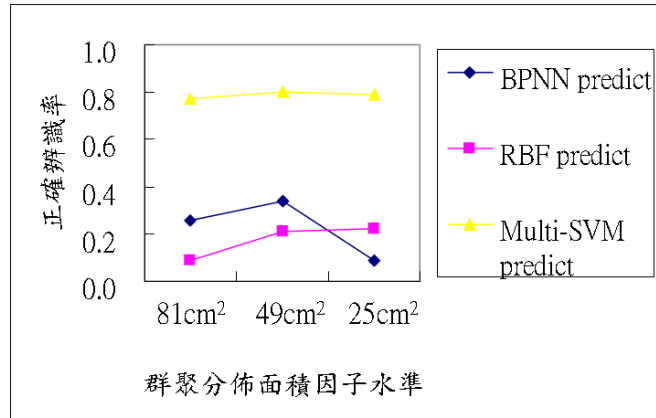 1.0
0.8
0.6
0.4
0.2
0.0
正確辨識率
81cm²
49cm²
25cm²
群聚分佈面積因子水準
BPNN predict
RBF predict
Multi-SVM
predict